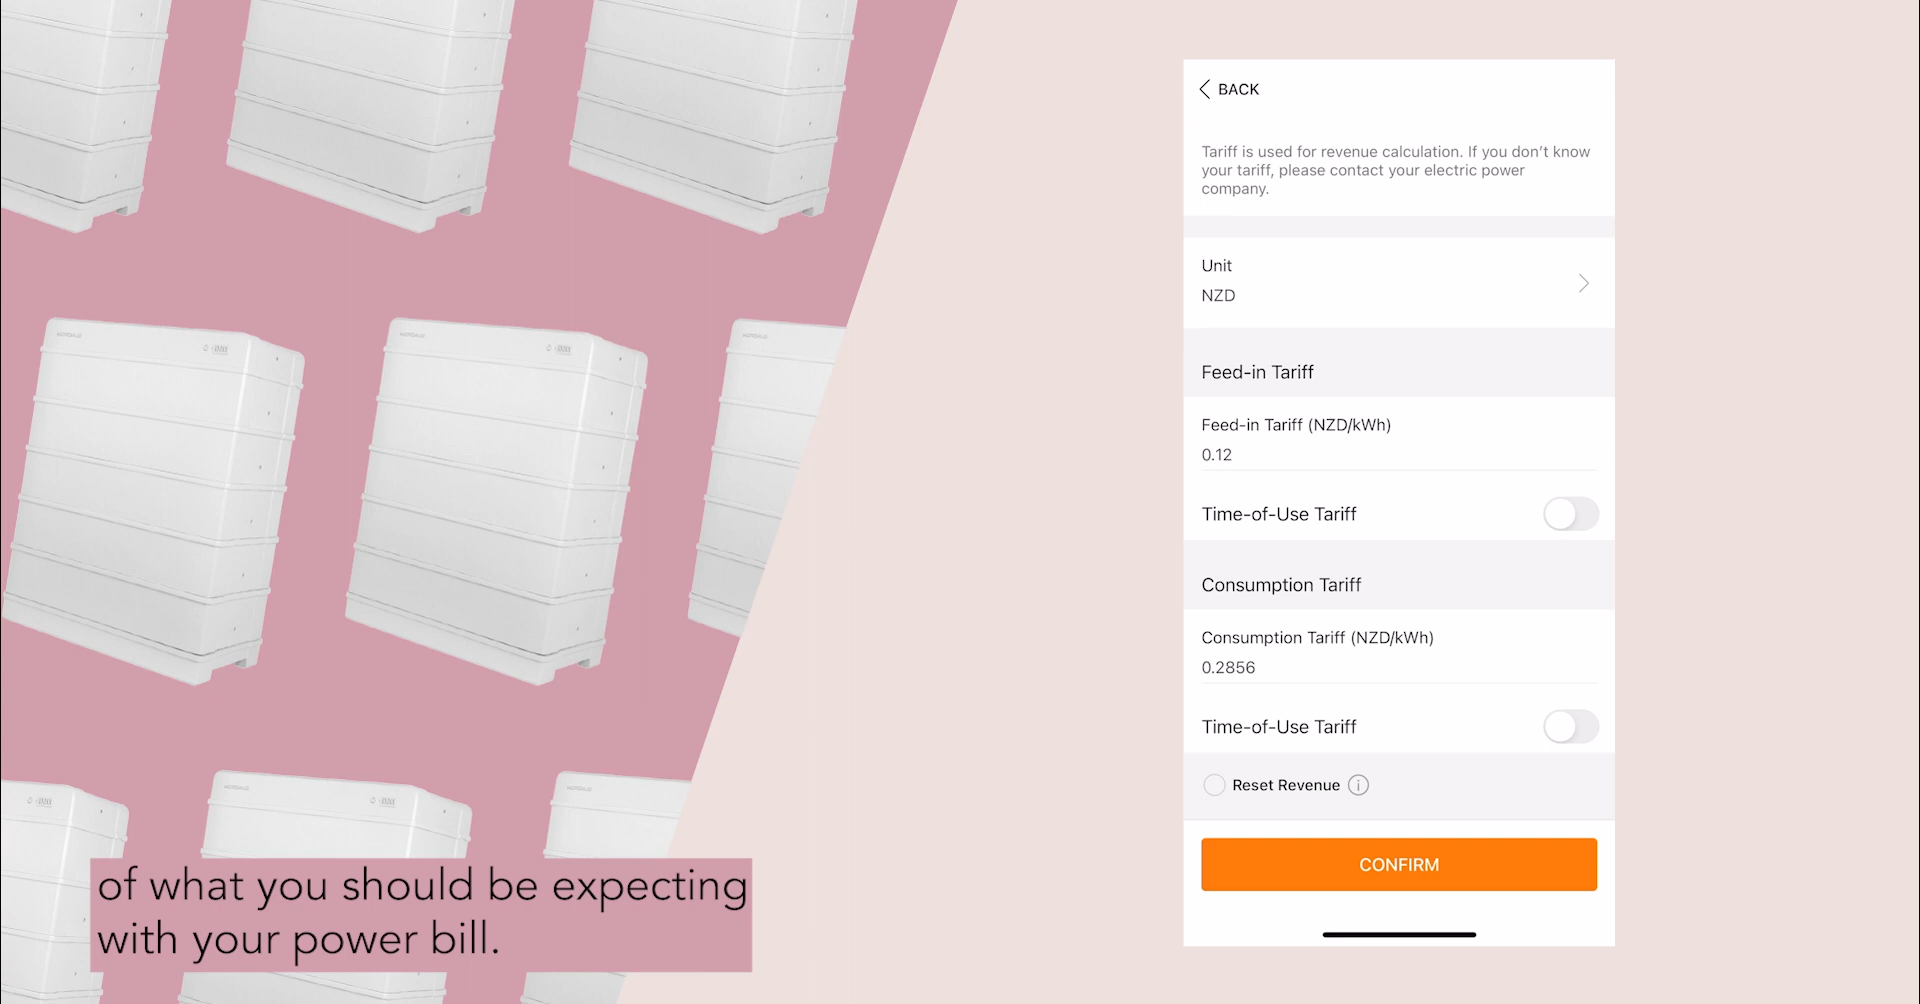 BACK
Tariff is used for revenue calculation. If you don't know
your tariff, please contact your electric power
company.
Unit
NZD
Feed-in Tariff
Feed-in Tariff (NZD/kWh)
0.12
Time-of-Use Tariff
Consumption Tariff
Consumption Tariff (NZD/kWh)
0.2856
Time-of-Use Tariff
Reset Revenue
CONFIRM
of what you should be expecting
with your power bill.